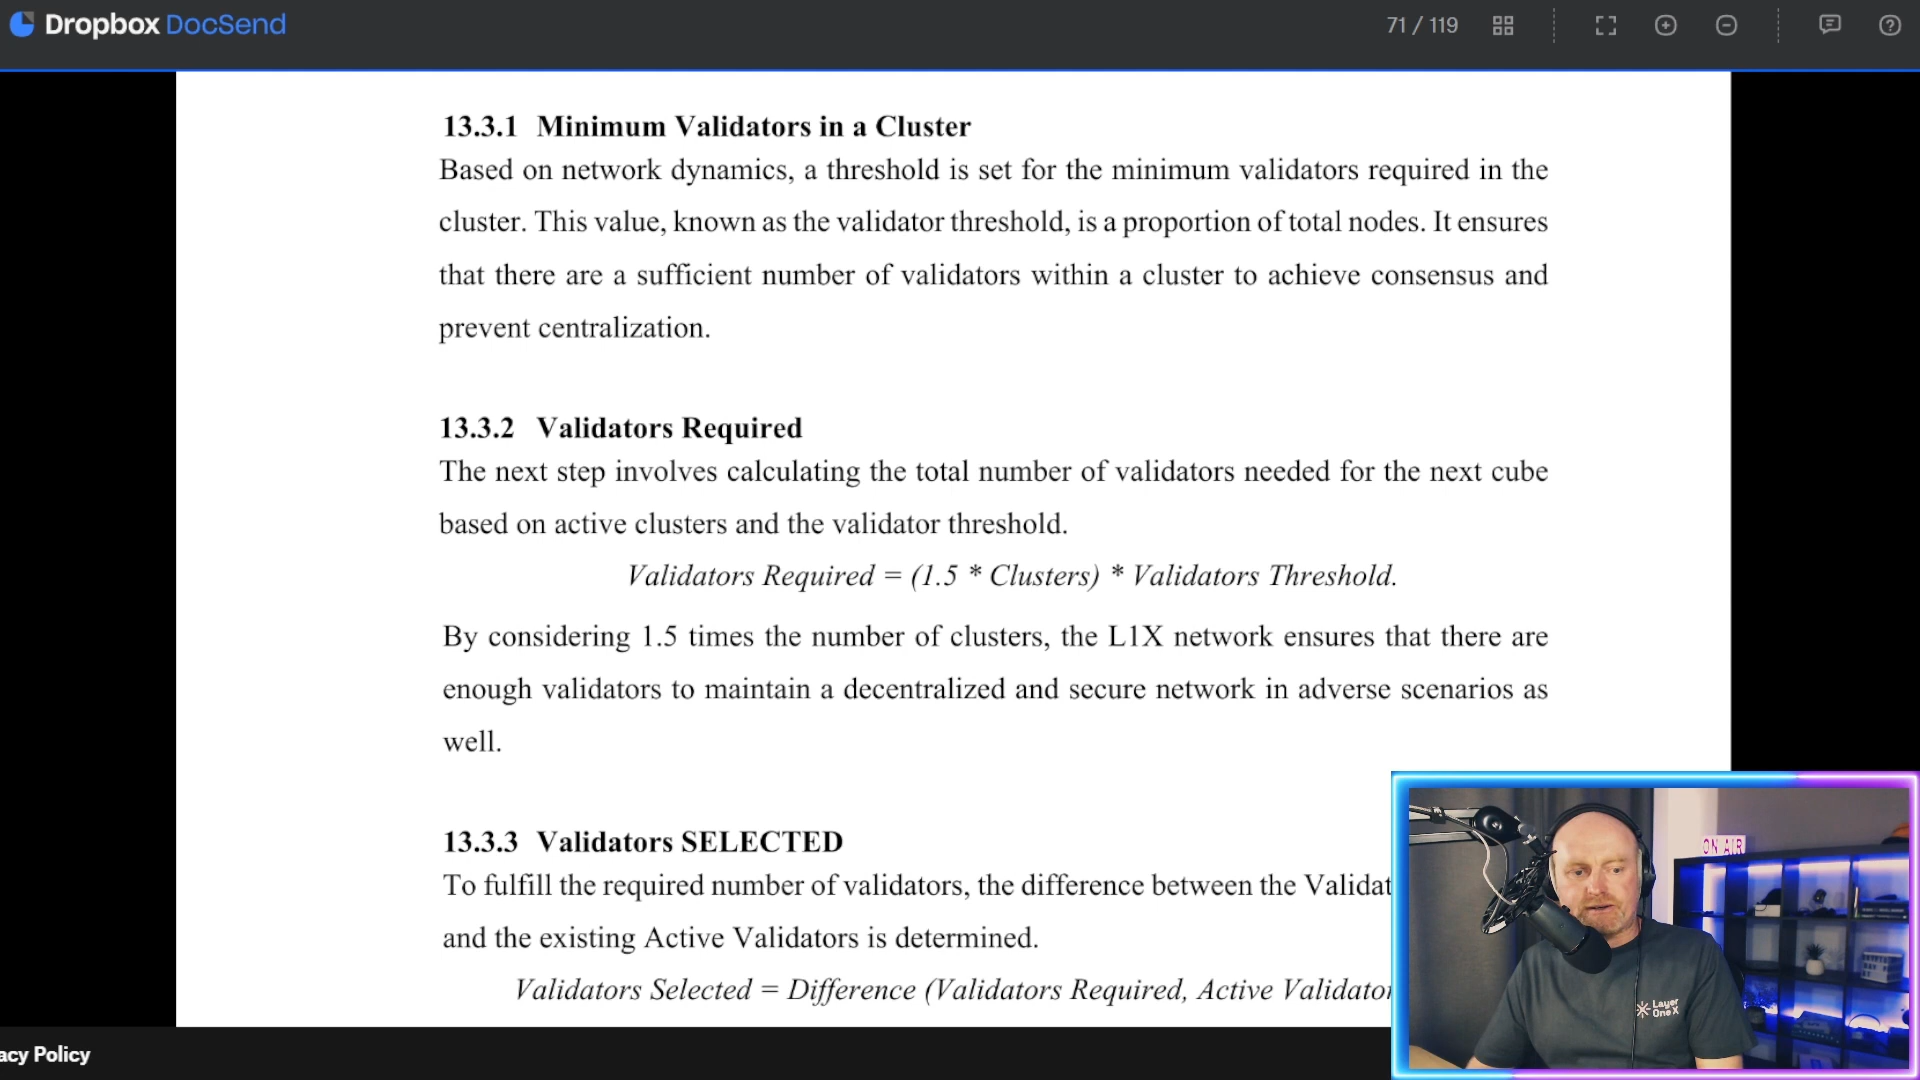 Dropbox DocSend
71 / 119
13.3.1 Minimum Validators in a Cluster
Based on network dynamics, a threshold is set for the minimum validators required in the
cluster. This value, known as the validator threshold, is a proportion of total nodes. It ensures
that there are a sufficient number of validators within a cluster to achieve consensus and
prevent centralization.
13.3.2 Validators Required
The next step involves calculating the total number of validators needed for the next cube
based on active clusters and the validator threshold.
Validators Required = (1.5 * Clusters) * Validators Threshold.
By considering 1.5 times the number of clusters, the L1X network ensures that there are
enough validators to maintain a decentralized and secure network in adverse scenarios as
well.
13.3.3 Validators SELECTED
To fulfill the required number of validators, the difference between the Validat
and the existing Active Validators is determined.
Validators Selected = Difference (Validators Required, Active Validator
ON AIR
Layer
One X
acy Policy